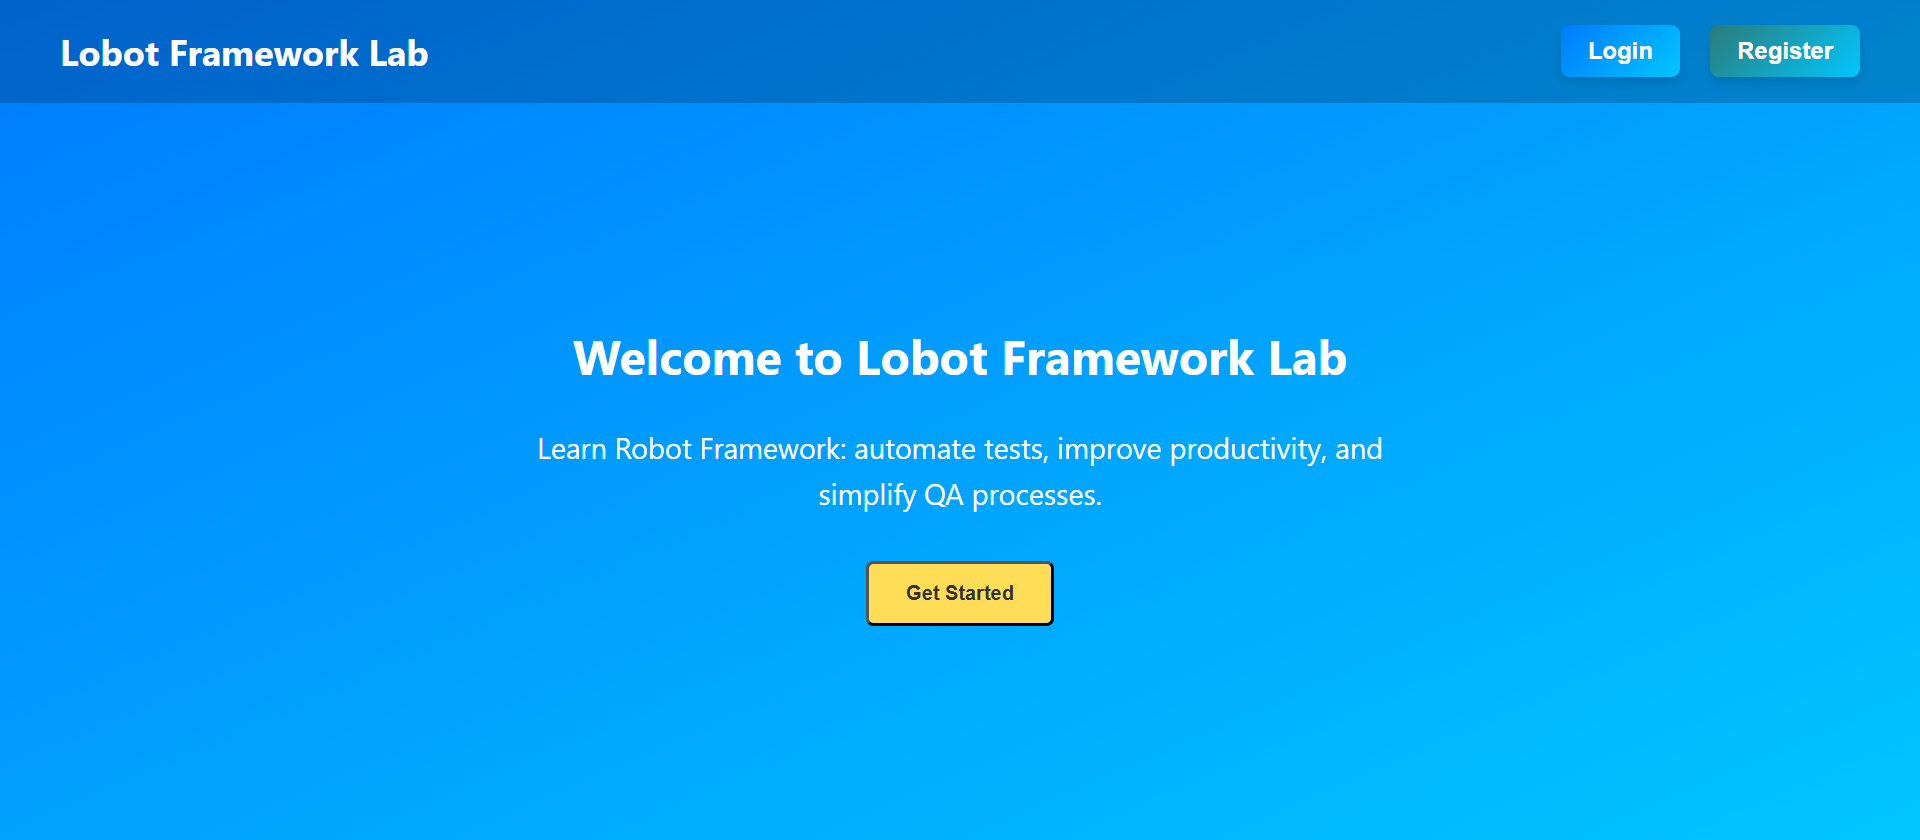 Lobot Framework Lab
Login
Register
Welcome to Lobot Framework Lab
Learn Robot Framework: automate tests, improve productivity, and
simplify QA processes.
Get Started